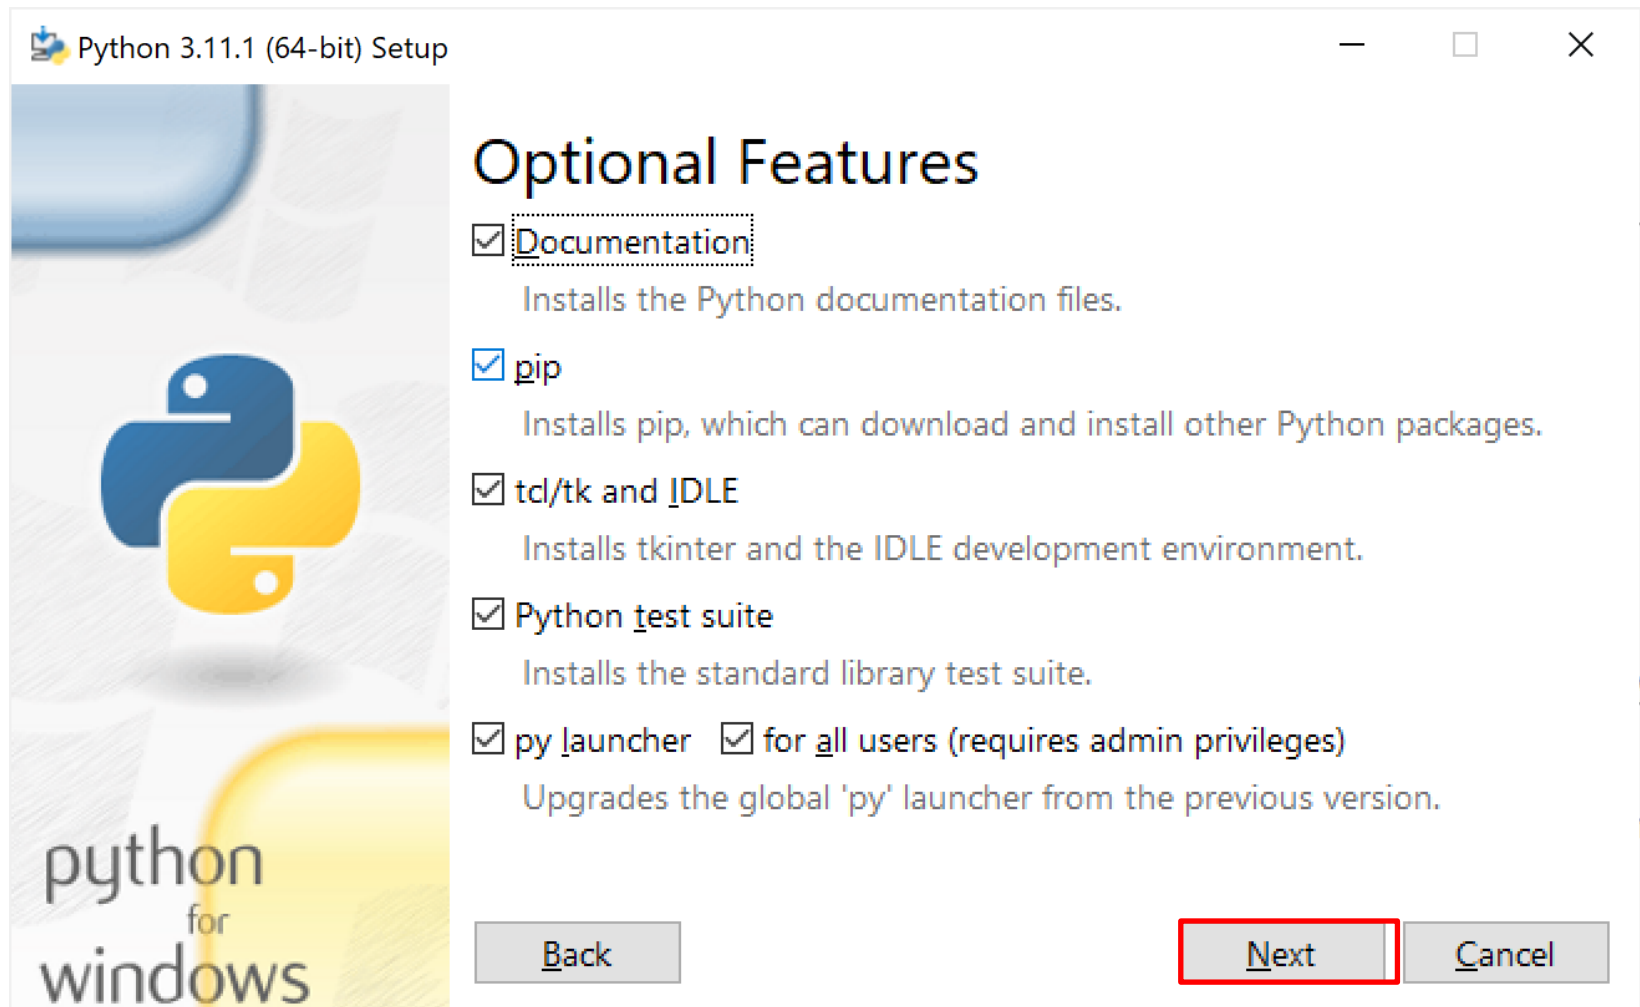 Python 3.11.1 (64-bit) Setup
Optional Features
Documentation
Installs the Python documentation files.
pip
Installs pip, which can download and install other Python packages.
tcl/tk and IDLE
Installs tkinter and the IDLE development environment.
Python test suite
Installs the standard library test suite.
py launcher for all users (requires admin privileges)
Upgrades the global 'py' launcher from the previous version.
python
for
windows
Back Next Cancel